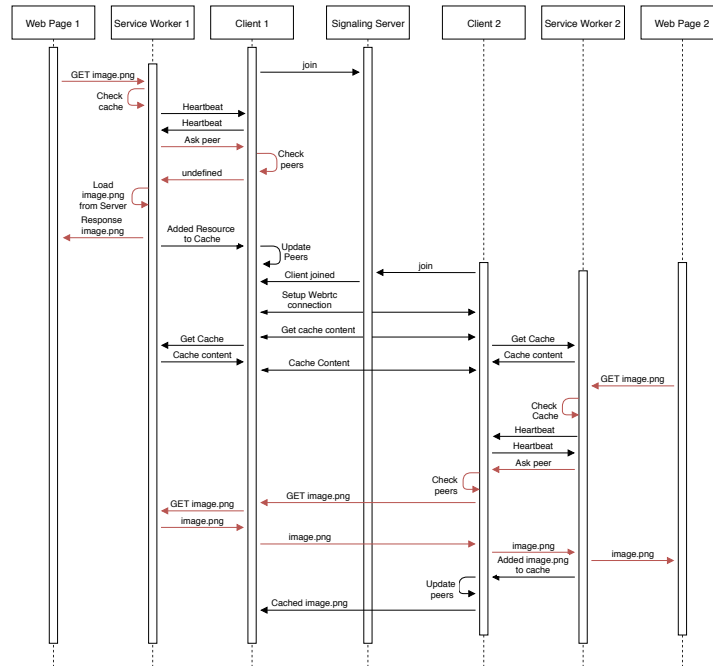 Web Page 1
Service Worker 1
Client 1
Signaling Server
Client 2
Service Worker 2
Web Page 2
join
GET image.png
Check
cache
Heartbeat
Heartbeat
Ask peer
Check
peers
undefined
Load
image.png
from Server
Response
image.png
Added Resource
to Cache
Update
Peers
join
Client joined
Setup Webrtc
connection
Get cache content
Get Cache
Get Cache
Cache content
Cache content
Cache Content
GET image.png
Check
Cache
Heartbeat
Heartbeat
Ask peer
Check
peers
GET image.png
GET image.png
image.png
image.png
image.png
image.png
Added image.png
to cache
Update
peers
Cached image.png